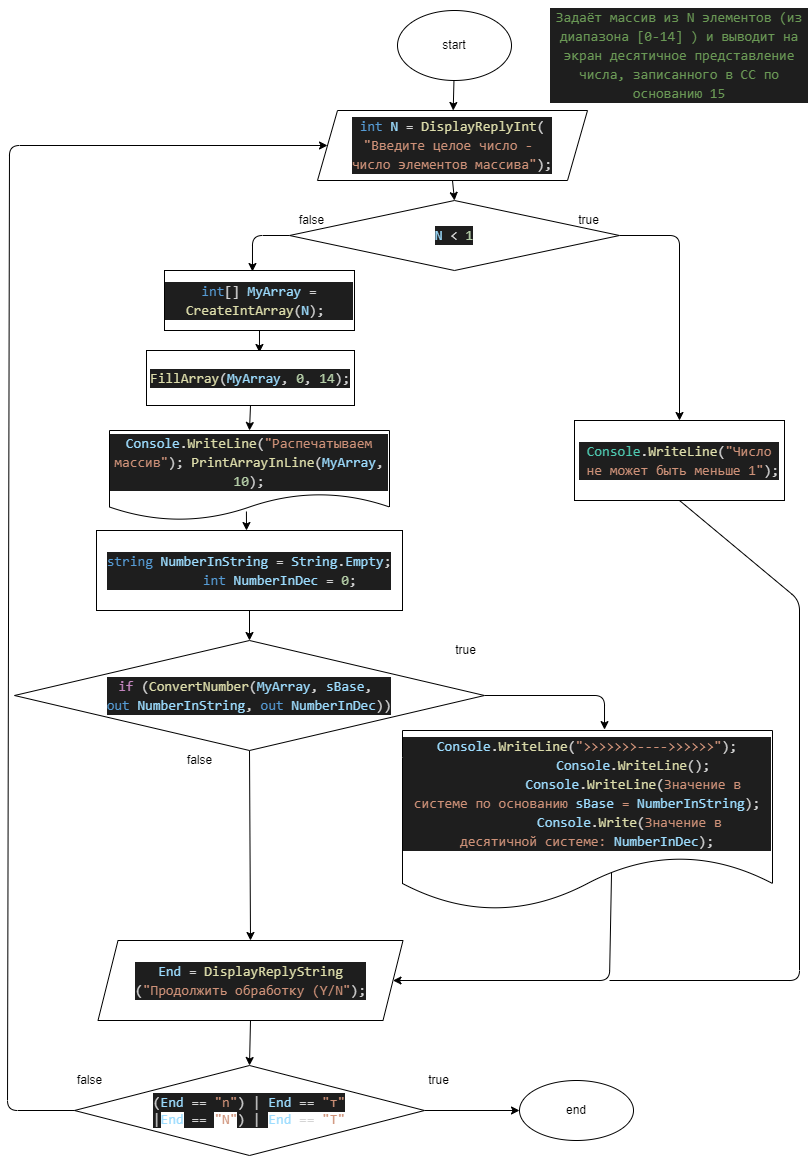 start
Задаёт массив из N элементов (из
диапазона [0-14] ) и выводит на
экран десятичное представление
числа, записанного в СС по
основанию 15
int N = DisplayReplyInt(
"Введите целое число -
число элементов массива");
false
true
N < 1
int[] MyArray =
CreateIntArray(N);
FillArray(MyArray, 0, 14);
Console.WriteLine("Распечатываем
массив"); PrintArrayInLine(MyArray,
10);
Console.WriteLine("Число
не может быть меньше 1");
string NumberInString = String.Empty;
int NumberInDec = 0;
true
if (ConvertNumber(MyArray, sBase,
out NumberInString, out NumberInDec))
false
Console.WriteLine(">>>>>>>---->>>>>>");
Console.WriteLine();
Console.WriteLine(Значение в
системе по основанию sBase = NumberInString);
Console.Write(Значение в
десятичной системе: NumberInDec);
End = DisplayReplyString
("Продолжить обработку (Y/N");
false
true
(End == "n") | End == "т"
|End == "N") | End == "Т"
end